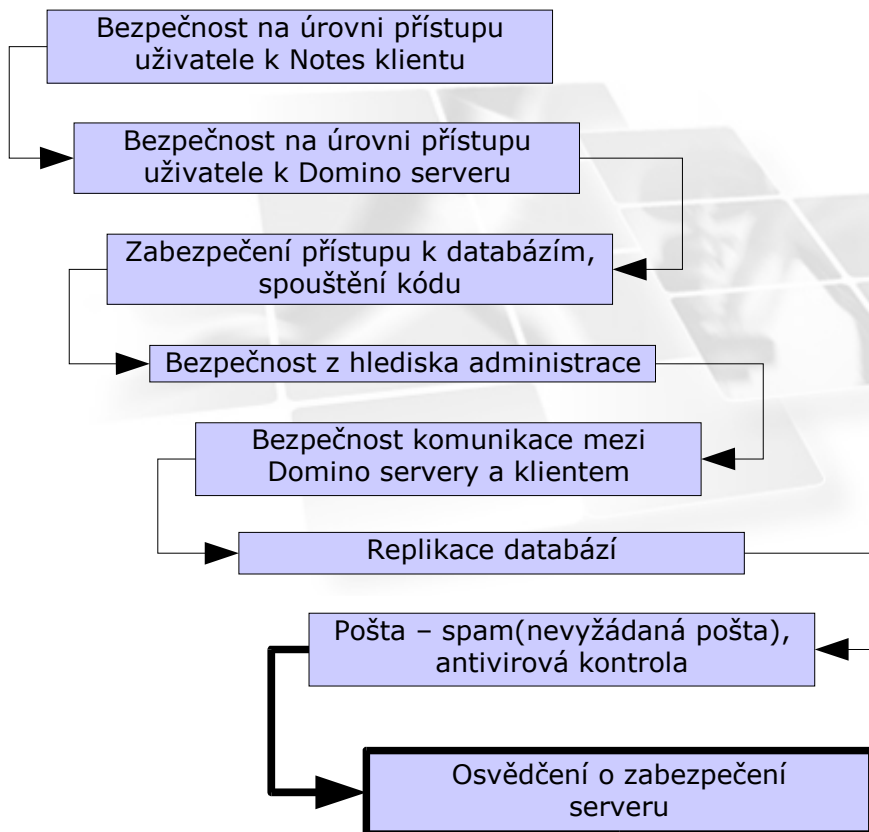 Bezpečnost na úrovni přístupu
uživatele k Notes klientu
Bezpečnost na úrovni přístupu
uživatele k Domino serveru
Zabezpečení přístupu k databázím,
spouštění kódu
Bezpečnost z hlediska administrace
Bezpečnost komunikace mezi
Domino servery a klientem
Replikace databází
Pošta – spam(nevyžádaná pošta),
antivirová kontrola
Osvědčení o zabezpečení
serveru